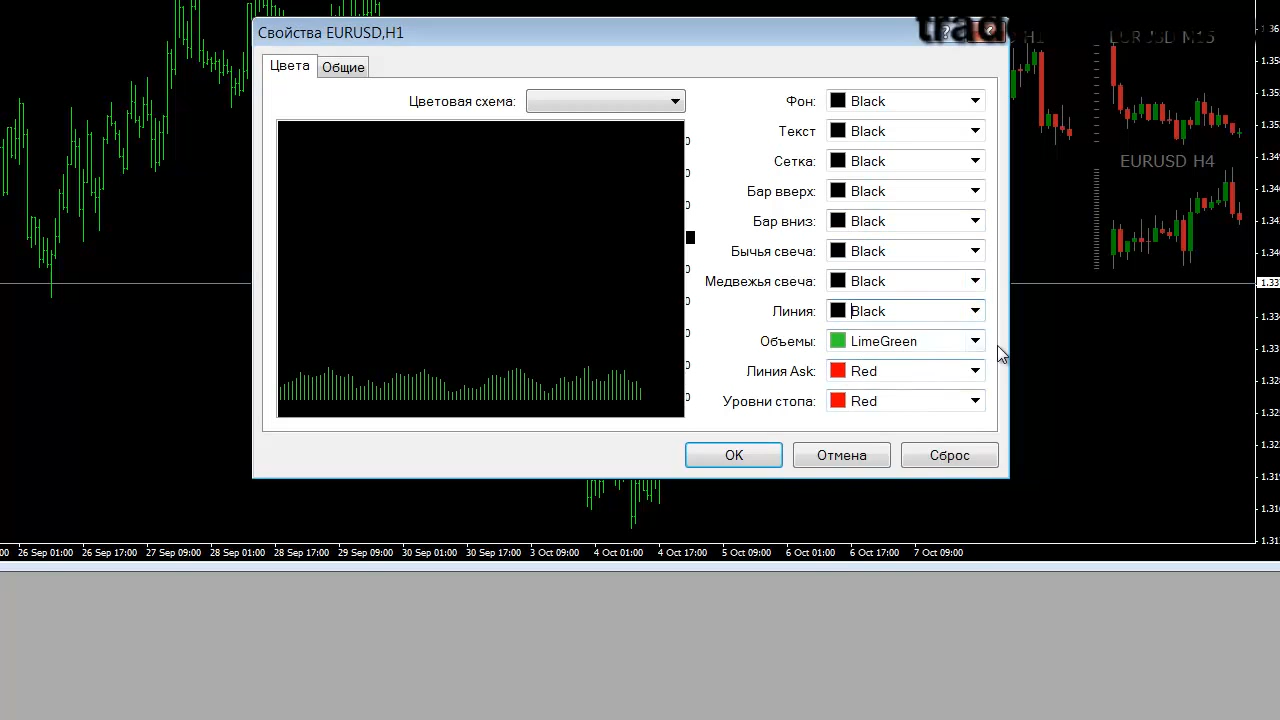 Свойства EURUSD,H1
trad
H1
EURUSD M15
Цвета
Общие
Цветовая схема:
Фон: Black
Текст Black
Сетка: Black
Бар вверх: Black
Бар вниз: Black
Бычья свеча: Black
Медвежья свеча: Black
Линия: Black
Объемы: LimeGreen
Линия Ask: Red
Уровни стопа: Red
OK
Отмена
Сброс
EURUSD H4
00 26 Sep 01:00 26 Sep 17:00 27 Sep 09:00 28 Sep 01:00 28 Sep 17:00 29 Sep 09:00 30 Sep 01:00 30 Sep 17:00 3 Oct 09:00 4 Oct 01:00 4 Oct 17:00 5 Oct 09:00 6 Oct 01:00 6 Oct 17:00 7 Oct 09:00